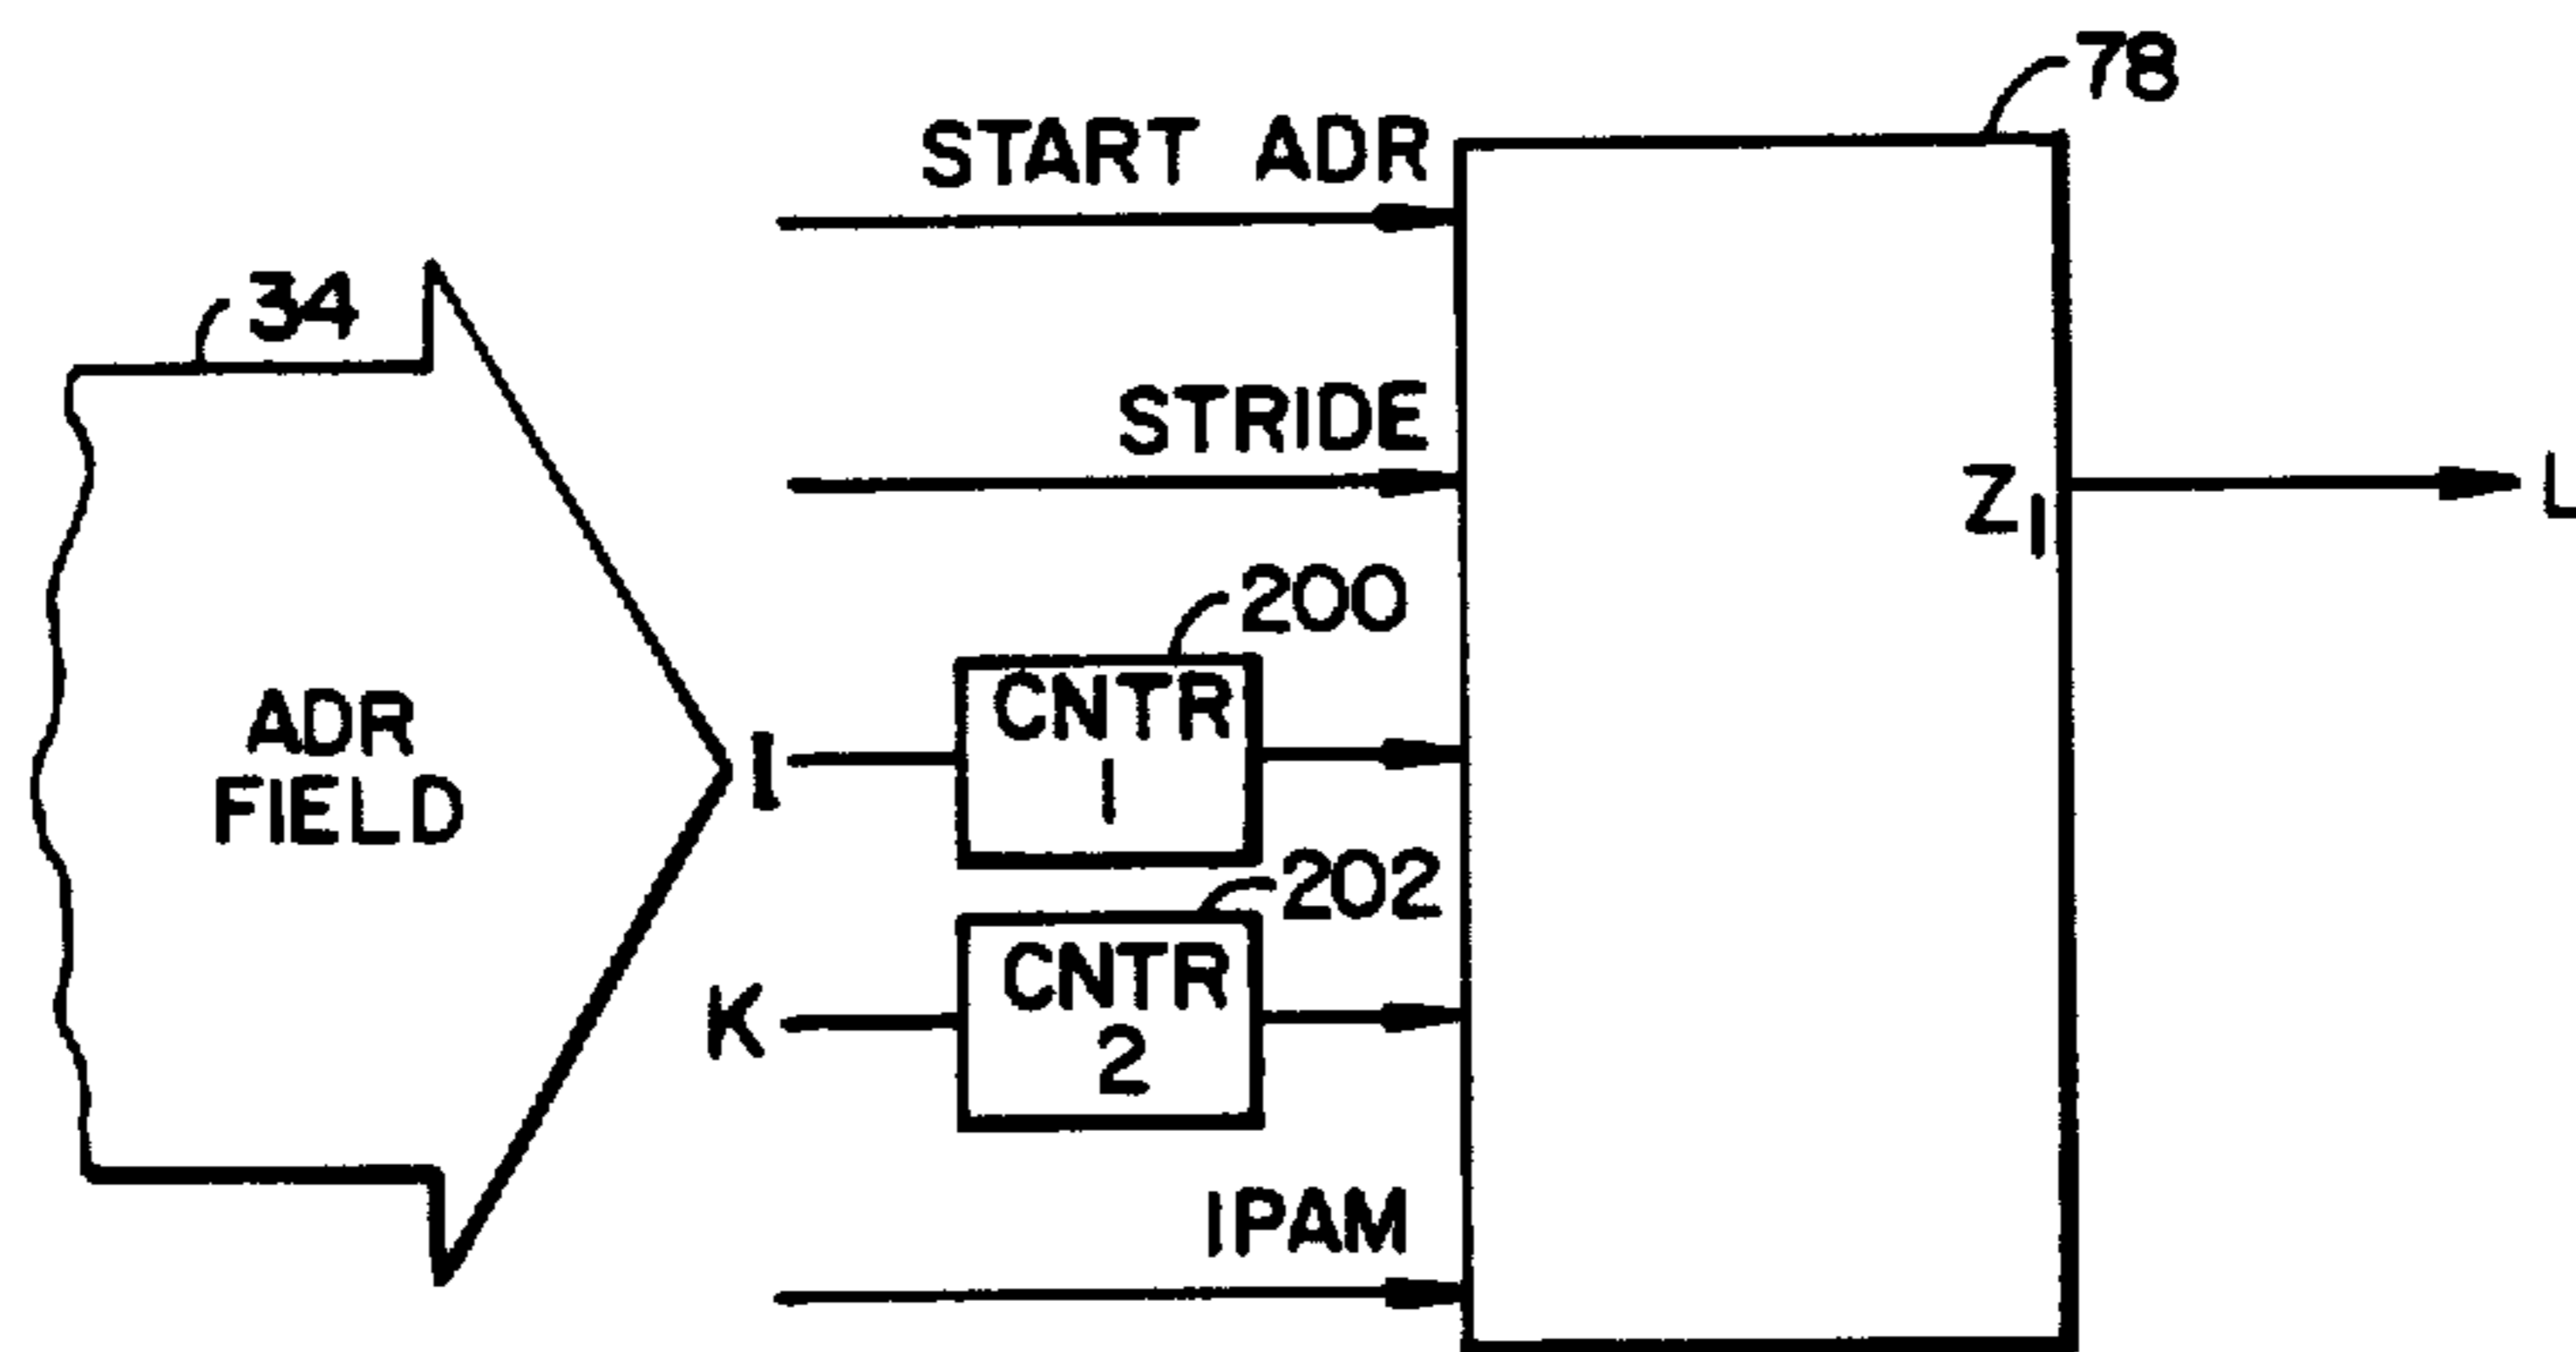 78
START ADR
34
STRIDE
Z1
L
200
CNTR
1
ADR
FIELD
I
202
CNTR
2
K
IPAM